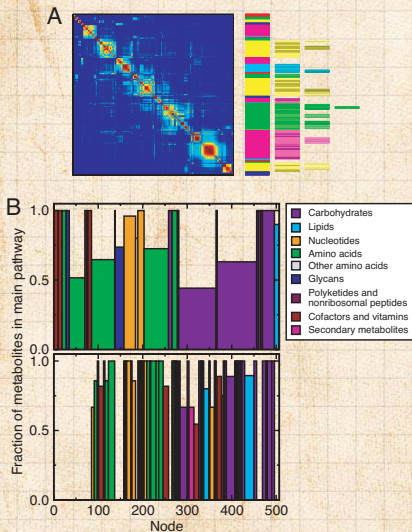 A
B
Fraction of metabolites in main pathway
1.0
0.5
0.0
1.0
0.5
0.0
0
100
200
300
400
500
Node
Carbohydrates
Lipids
Nucleotides
Amino acids
Other amino acids
Glycans
Polyketides and
nonribosomal peptides
Cofactors and vitamins
Secondary metabolites